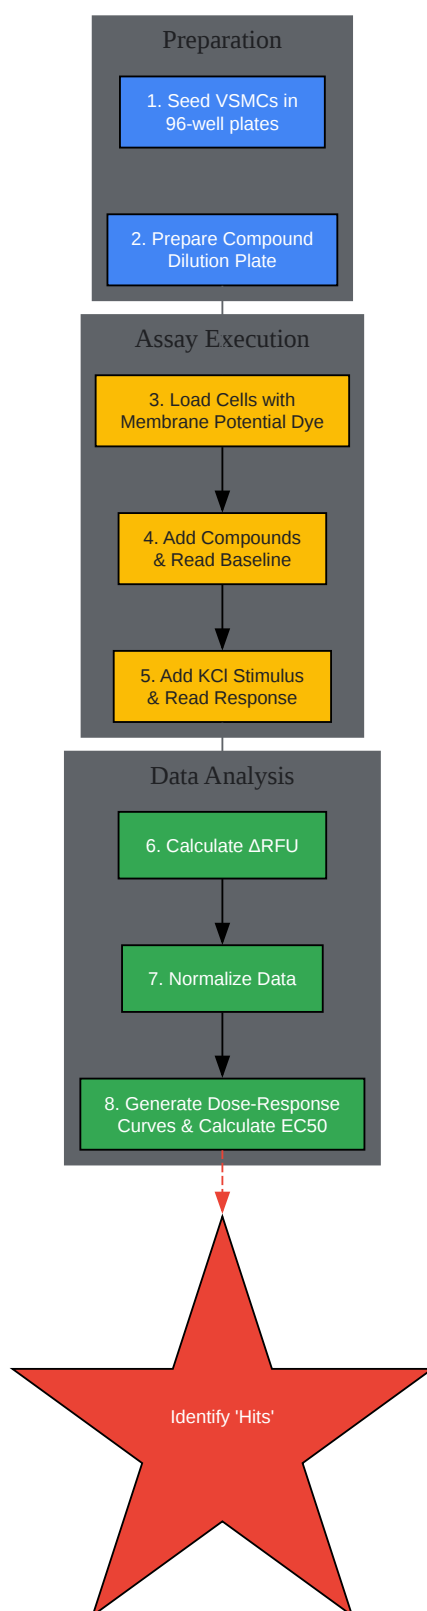 Preparation
1. Seed VSMCs in
96-well plates
2. Prepare Compound
Dilution Plate
Assay Execution
3. Load Cells with
Membrane Potential Dye
4. Add Compounds
& Read Baseline
5. Add KCl Stimulus
& Read Response
Data Analysis
6. Calculate ΔRFU
7. Normalize Data
8. Generate Dose-Response
Curves & Calculate EC50
Identify 'Hits'